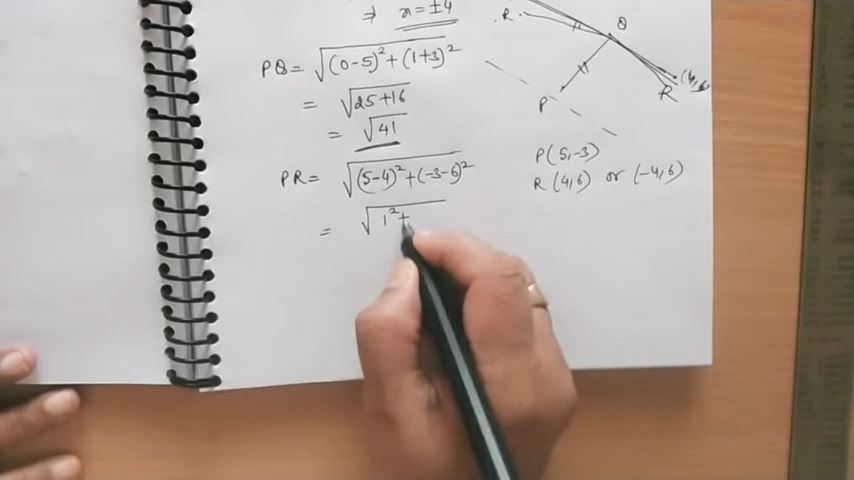 ⇒ x = ±4
PQ = √(0-5)²+(1+3)²
= √25+16
= √41
PR = √(5-4)²+(-3-6)²
= √1²+
R
Q
P
R
P(5,-3)
R (4,6) or (-4,6)